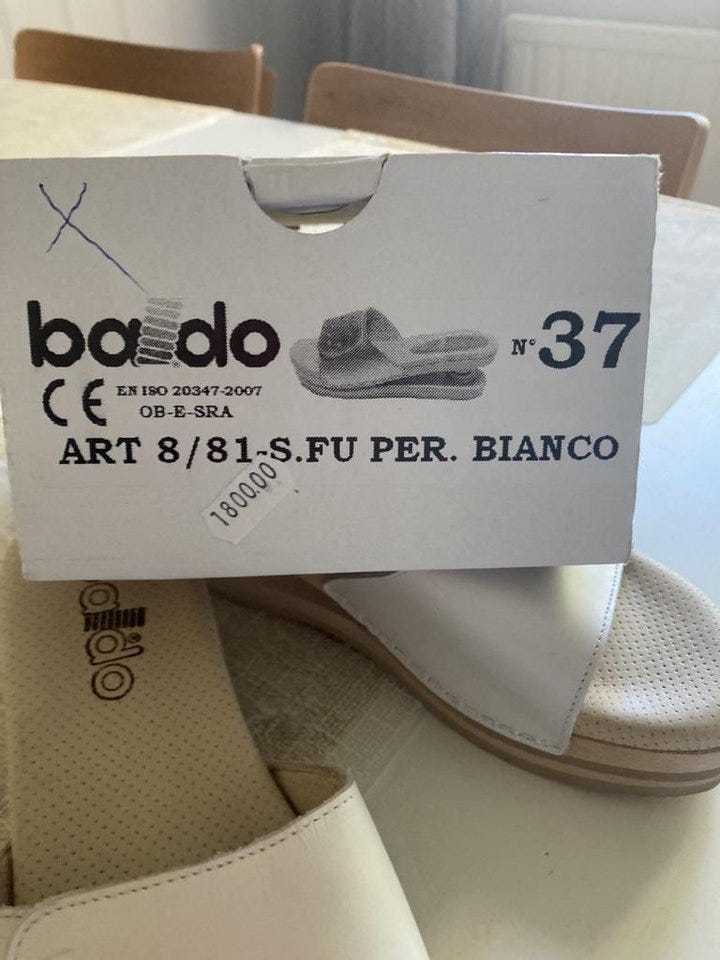 X
baldo
N° 37
CE EN ISO 20347-2007
OB-E-SRA
ART 8/81-S.FU PER. BIANCO
1800.00
baldo